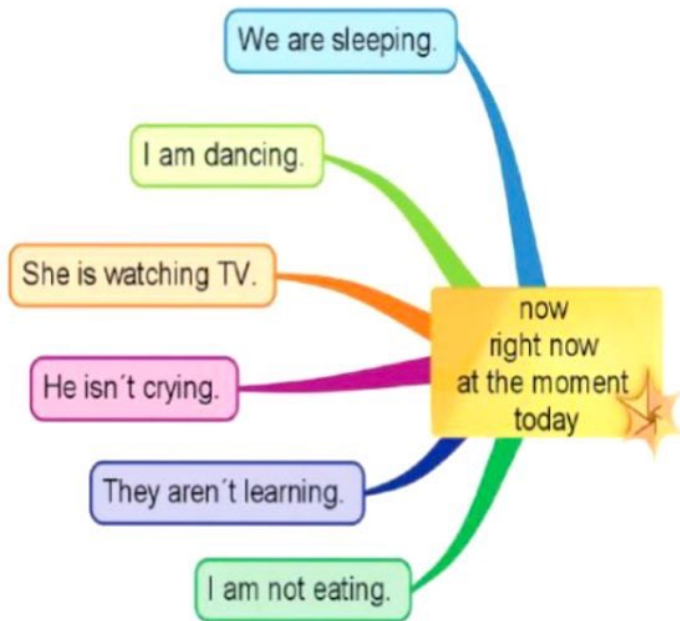 We are sleeping.
I am dancing.
She is watching TV.
He isn´t crying.
They aren´t learning.
I am not eating.
now
right now
at the moment
today